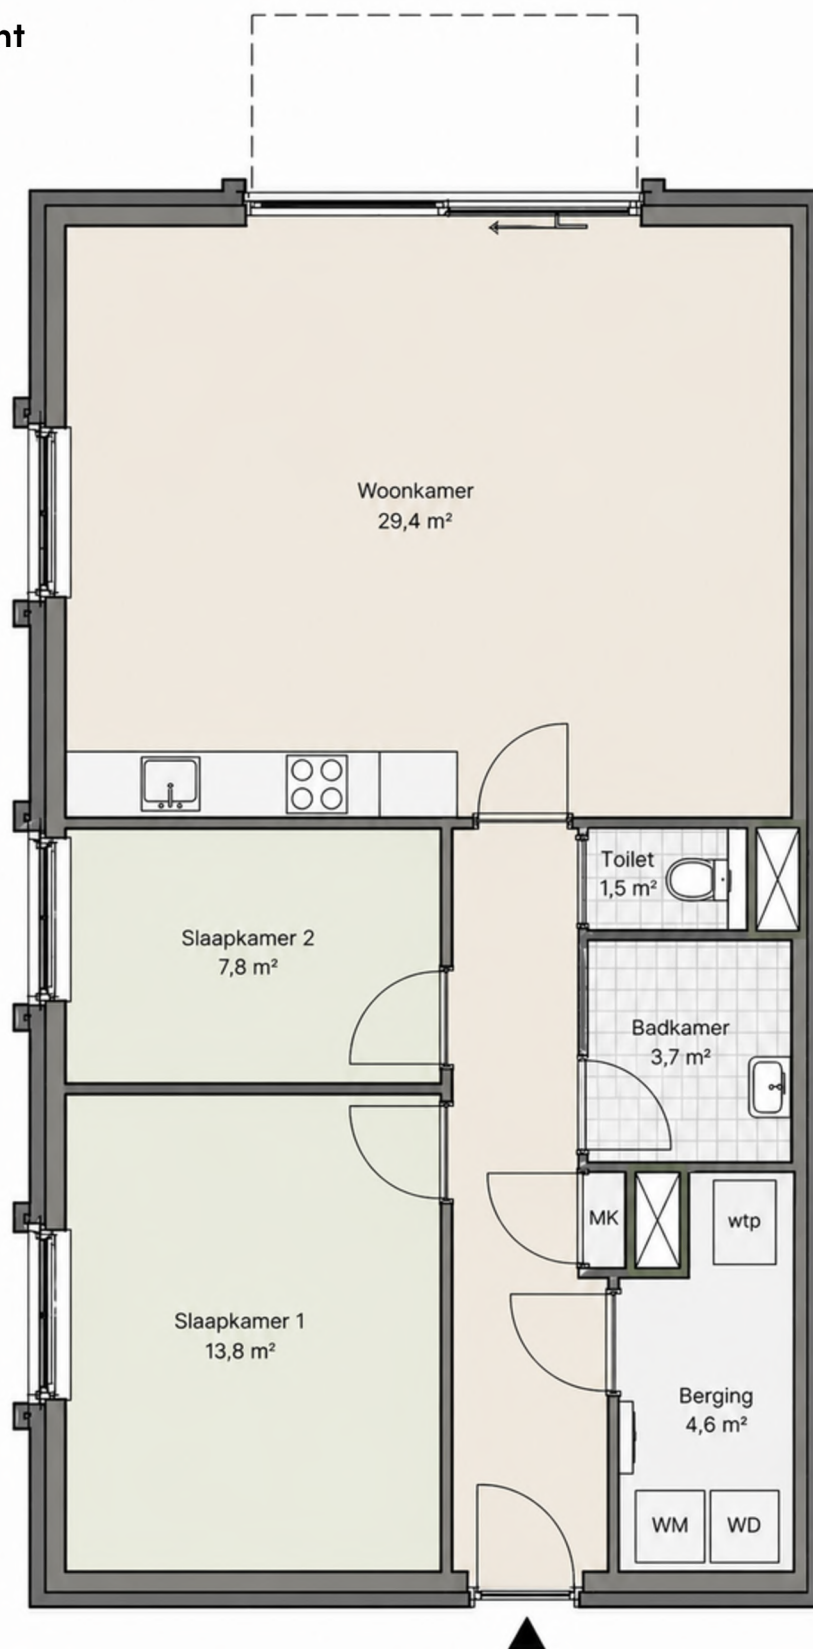 nt
Woonkamer
29,4 m²
Toilet
1,5 m²
Slaapkamer 2
7,8 m²
Badkamer
3,7 m²
MK
wtp
Slaapkamer 1
13,8 m²
Berging
4,6 m²
WM WD